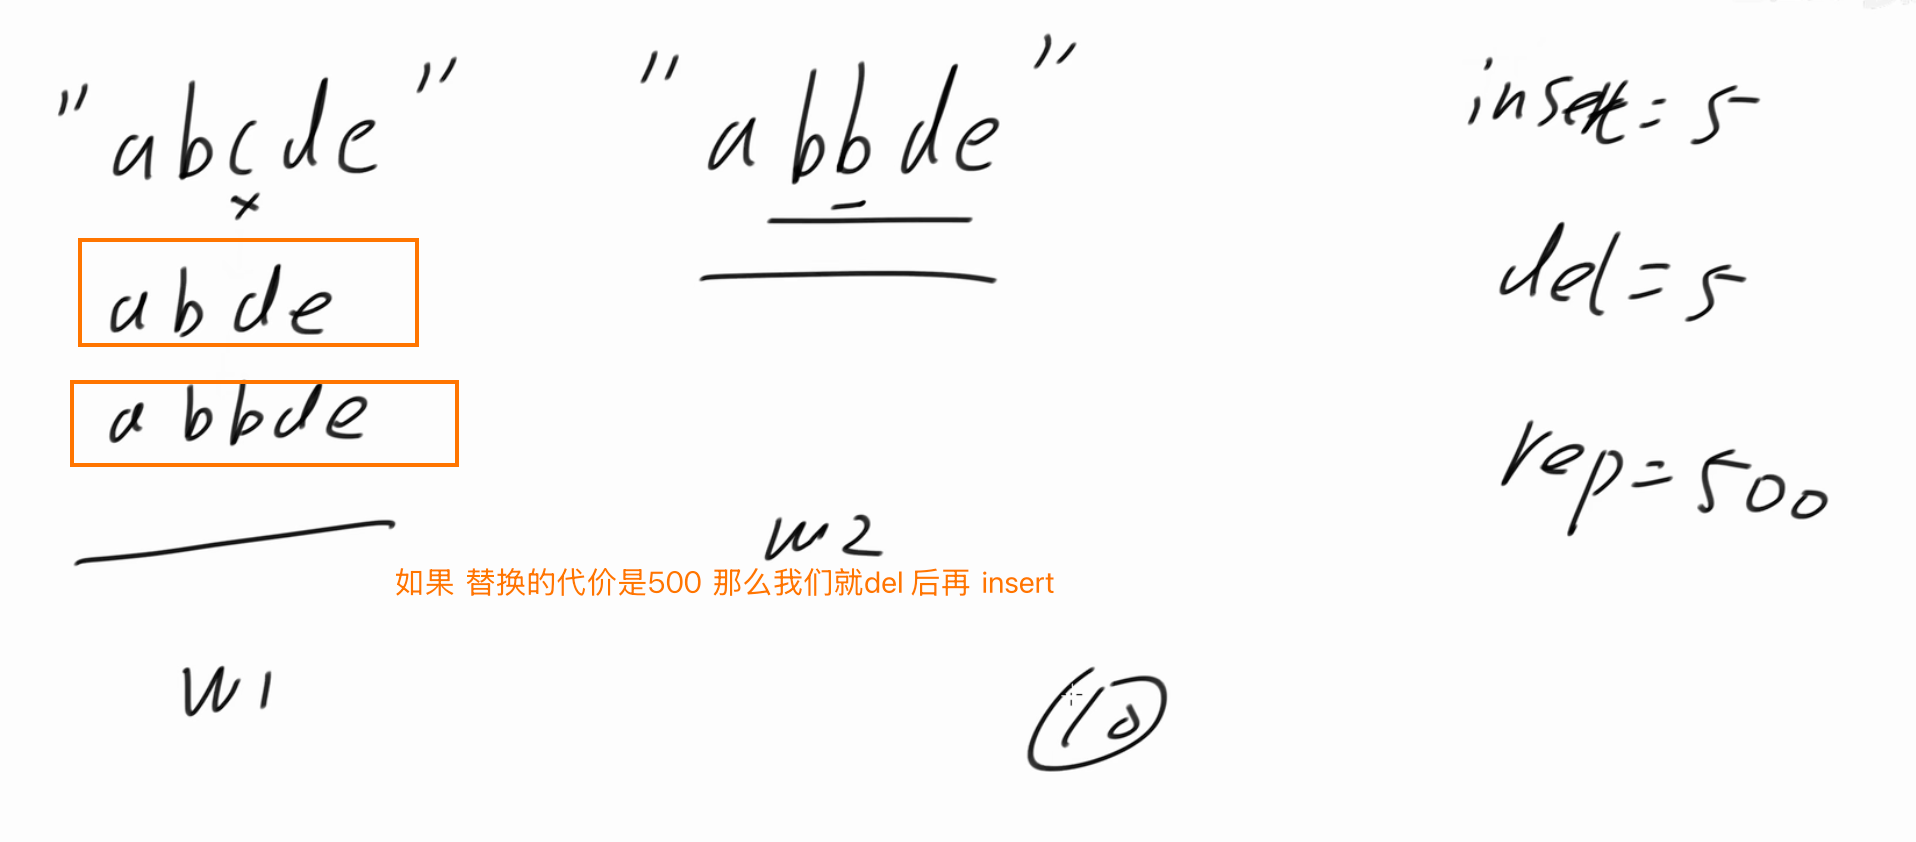 "abcde" "abbde" insert=5
abde del=5
abbde rep=500
w2
如果 替换的代价是500 那么我们就del 后再 insert
w1 10